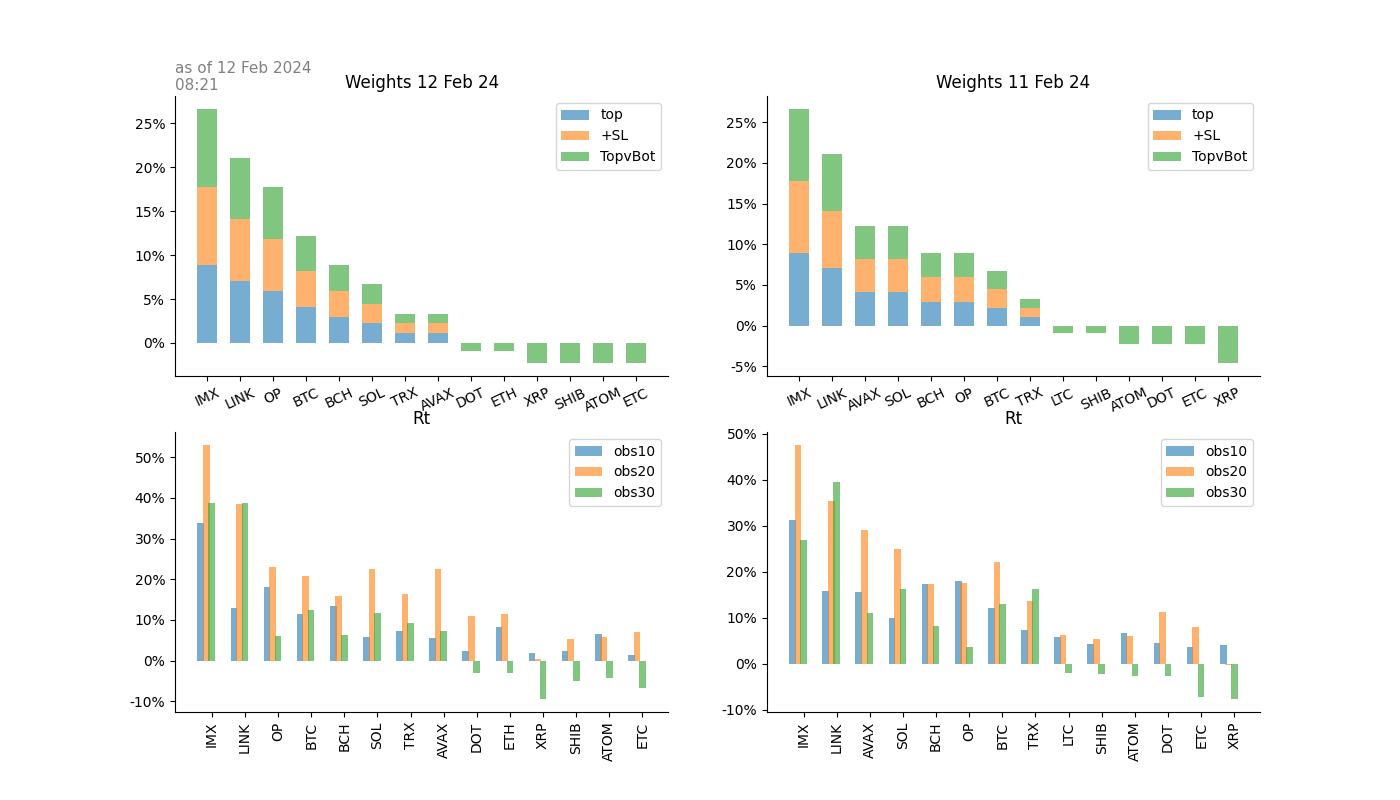 as of 12 Feb 2024
08:21
Weights 12 Feb 24
25%
20%
15%
10%
5%
0%
top
+SL
TopvBot
IMX LINK OP BTC BCH SOL TRX AVAX DOT ETH XRP SHIB ATOM ETC
Weights 11 Feb 24
25%
20%
15%
10%
5%
0%
-5%
top
+SL
TopvBot
IMX LINK AVAX SOL BCH OP BTC TRX LTC SHIB ATOM DOT ETC XRP
Rt
50%
40%
30%
20%
10%
0%
-10%
obs10
obs20
obs30
IMX LINK OP BTC BCH SOL TRX AVAX DOT ETH XRP SHIB ATOM ETC
Rt
50%
40%
30%
20%
10%
0%
-10%
obs10
obs20
obs30
IMX LINK AVAX SOL BCH OP BTC TRX LTC SHIB ATOM DOT ETC XRP